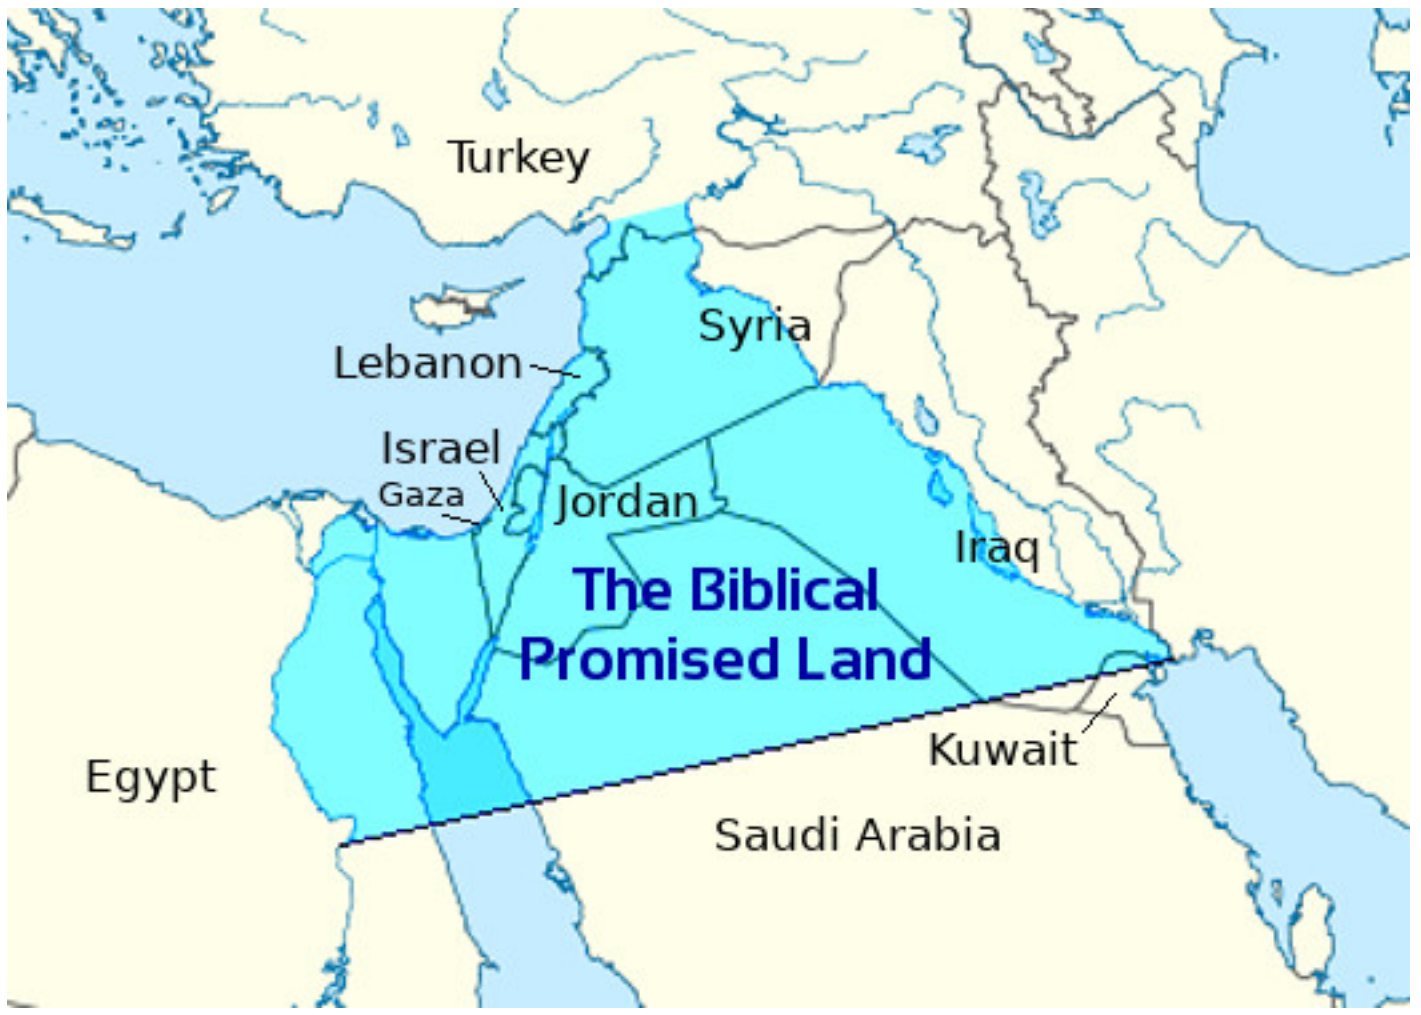 Turkey
Syria
Lebanon
Israel
Gaza
Jordan
Iraq
The Biblical
Promised Land
Egypt
Kuwait
Saudi Arabia